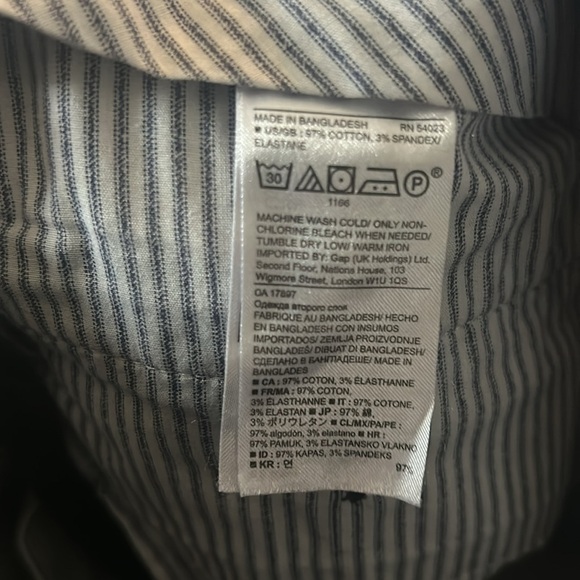 MADE IN BANGLADESH RN 54023
■ US/GB : 97% COTTON, 3% SPANDEX/
ELASTANE
30 P ®
1166
MACHINE WASH COLD/ ONLY NON-
CHLORINE BLEACH WHEN NEEDED/
TUMBLE DRY LOW/ WARM IRON
IMPORTED BY: Gap (UK Holdings) Ltd.
Second Floor, Nations House, 103
Wigmore Street, London W1U 1QS
CA 17897
Одежда второго слоя
FABRIQUE AU BANGLADESH/ HECHO
EN BANGLADESH CON INSUMOS
IMPORTADOS/ ZEMLJA PROIZVODNJE
BANGLADEŠ/ DIBUAT DI BANGLADESH/
СДЕЛАНО В БАНГЛАДЕШЕ/ MADE IN
BANGLADES
■ CA : 97% COTON, 3% ÉLASTHANNE
■ FR/MA : 97% COTON,
3% ÉLASTHANNE ■ IT : 97% COTONE,
3% ELASTAN ■ JP : 97% 綿,
3% ポリウレタン ■ CL/MX/PA/PE :
97% algodón, 3% elastano ■ HR :
97% PAMUK, 3% ELASTANSKO VLAKNO
■ ID : 97% KAPAS, 3% SPANDEKS
■ KR : 면 97%